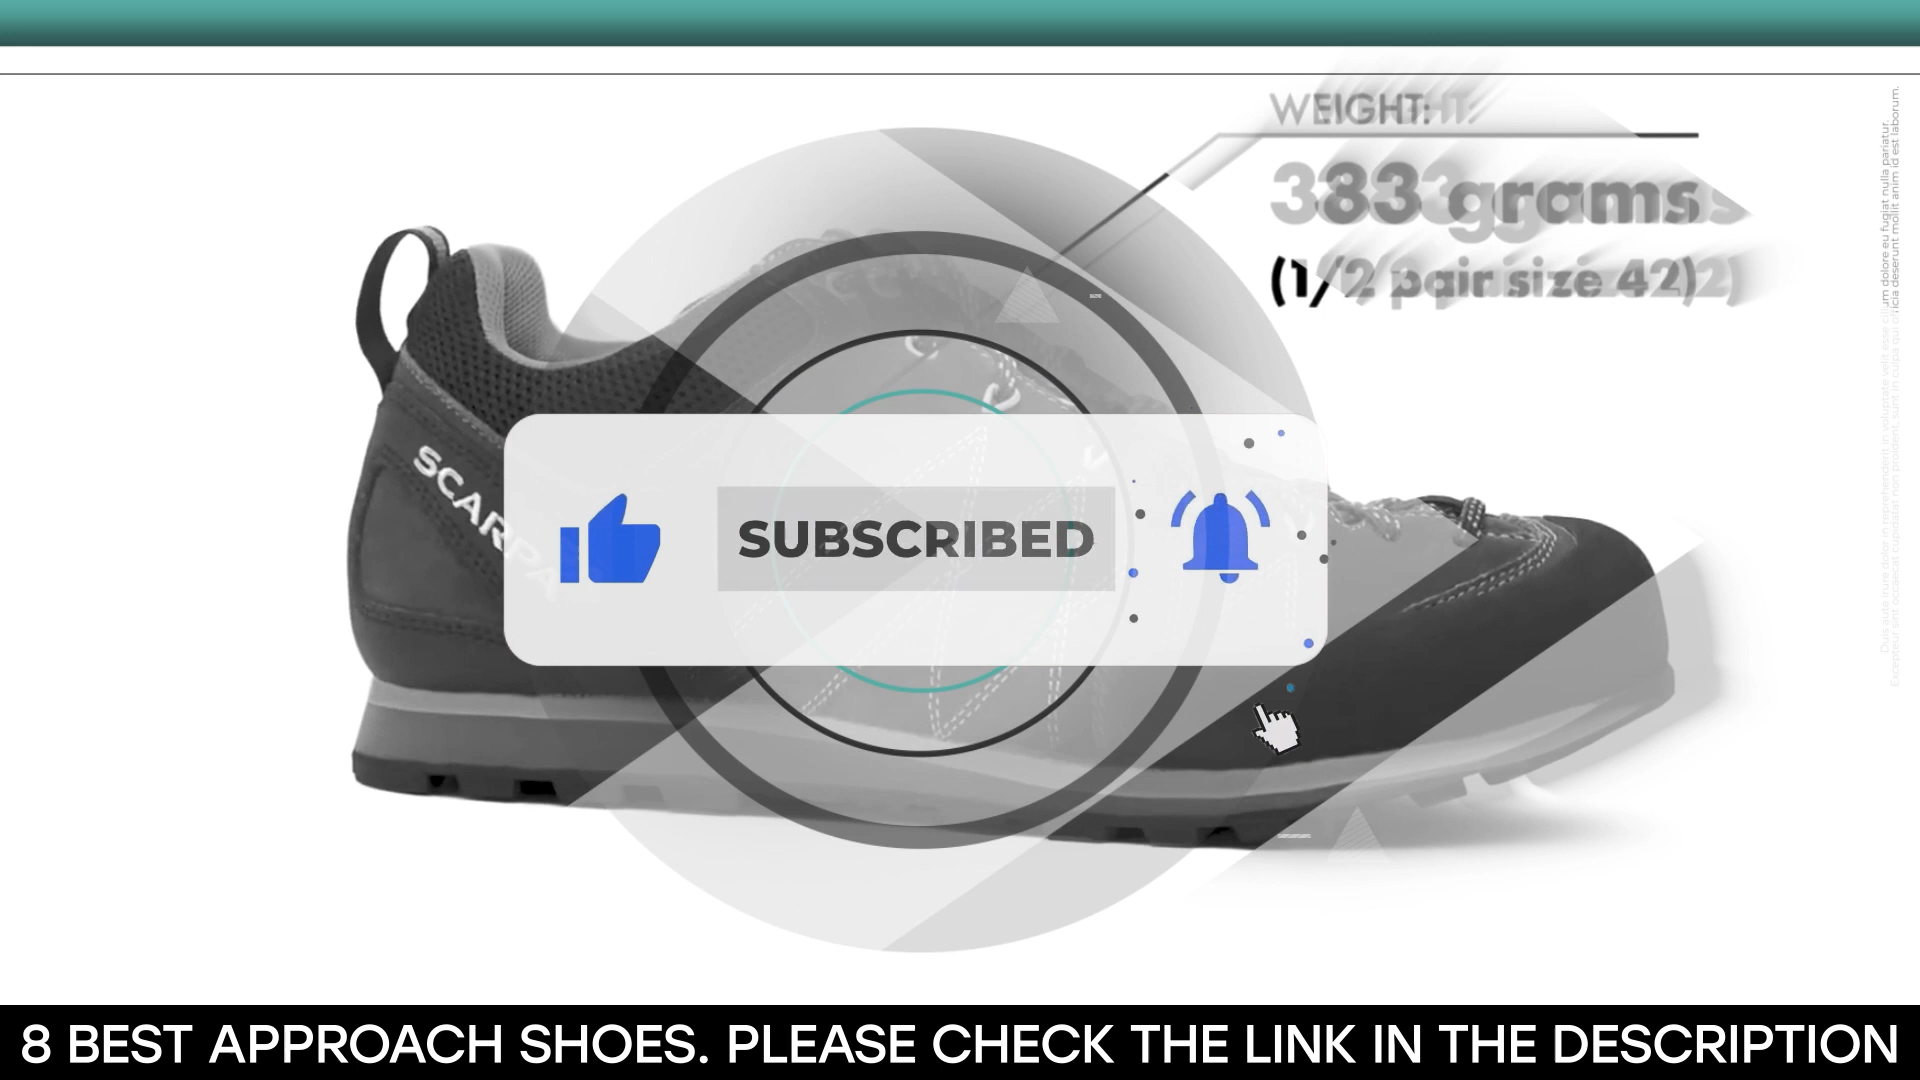 WEIGHT:
grams
(1/2 pair size 42)
SCARPA
SUBSCRIBED
8 BEST APPROACH SHOES. PLEASE CHECK THE LINK IN THE DESCRIPTION